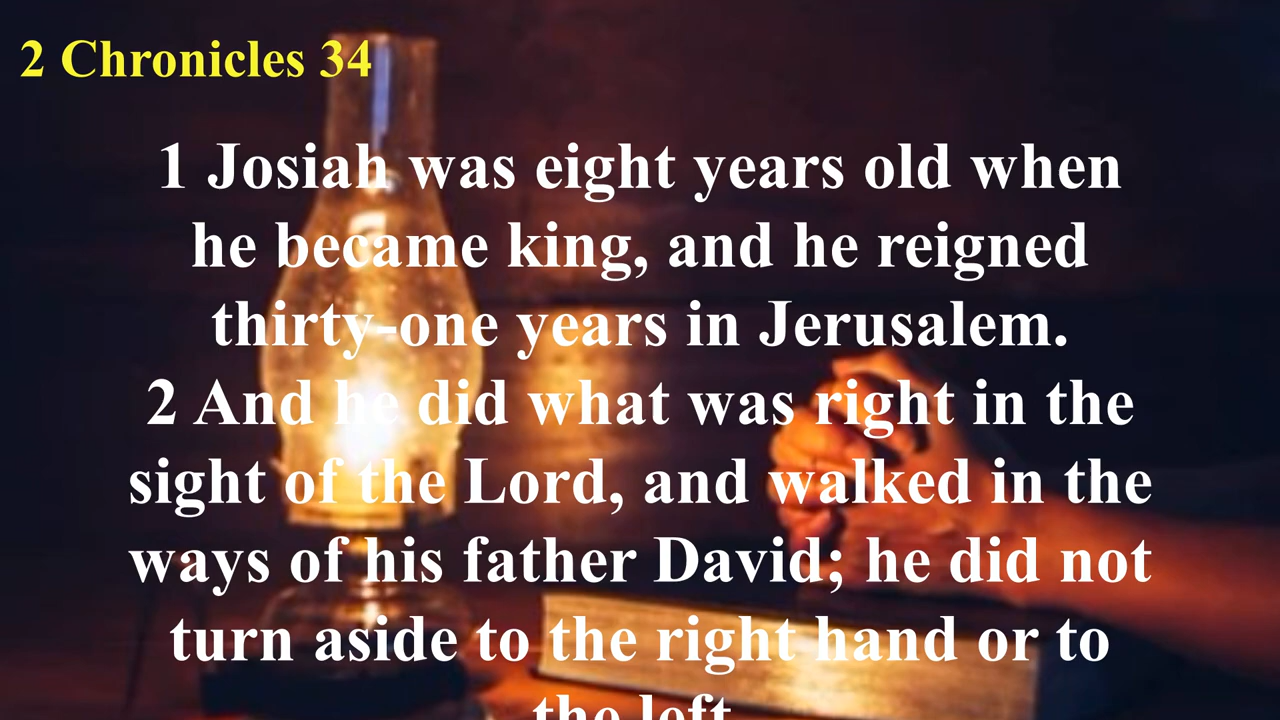 2 Chronicles 34
1 Josiah was eight years old when
he became king, and he reigned
thirty-one years in Jerusalem.
2 And he did what was right in the
sight of the Lord, and walked in the
ways of his father David; he did not
turn aside to the right hand or to
the left.